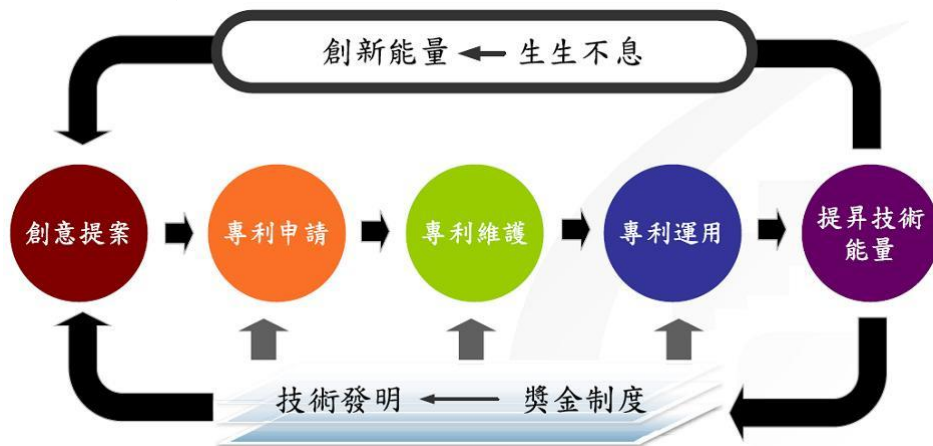 創新能量 ← 生生不息
創意提案
專利申請
專利維護
專利運用
提昇技術
能量
技術發明 ← 獎金制度